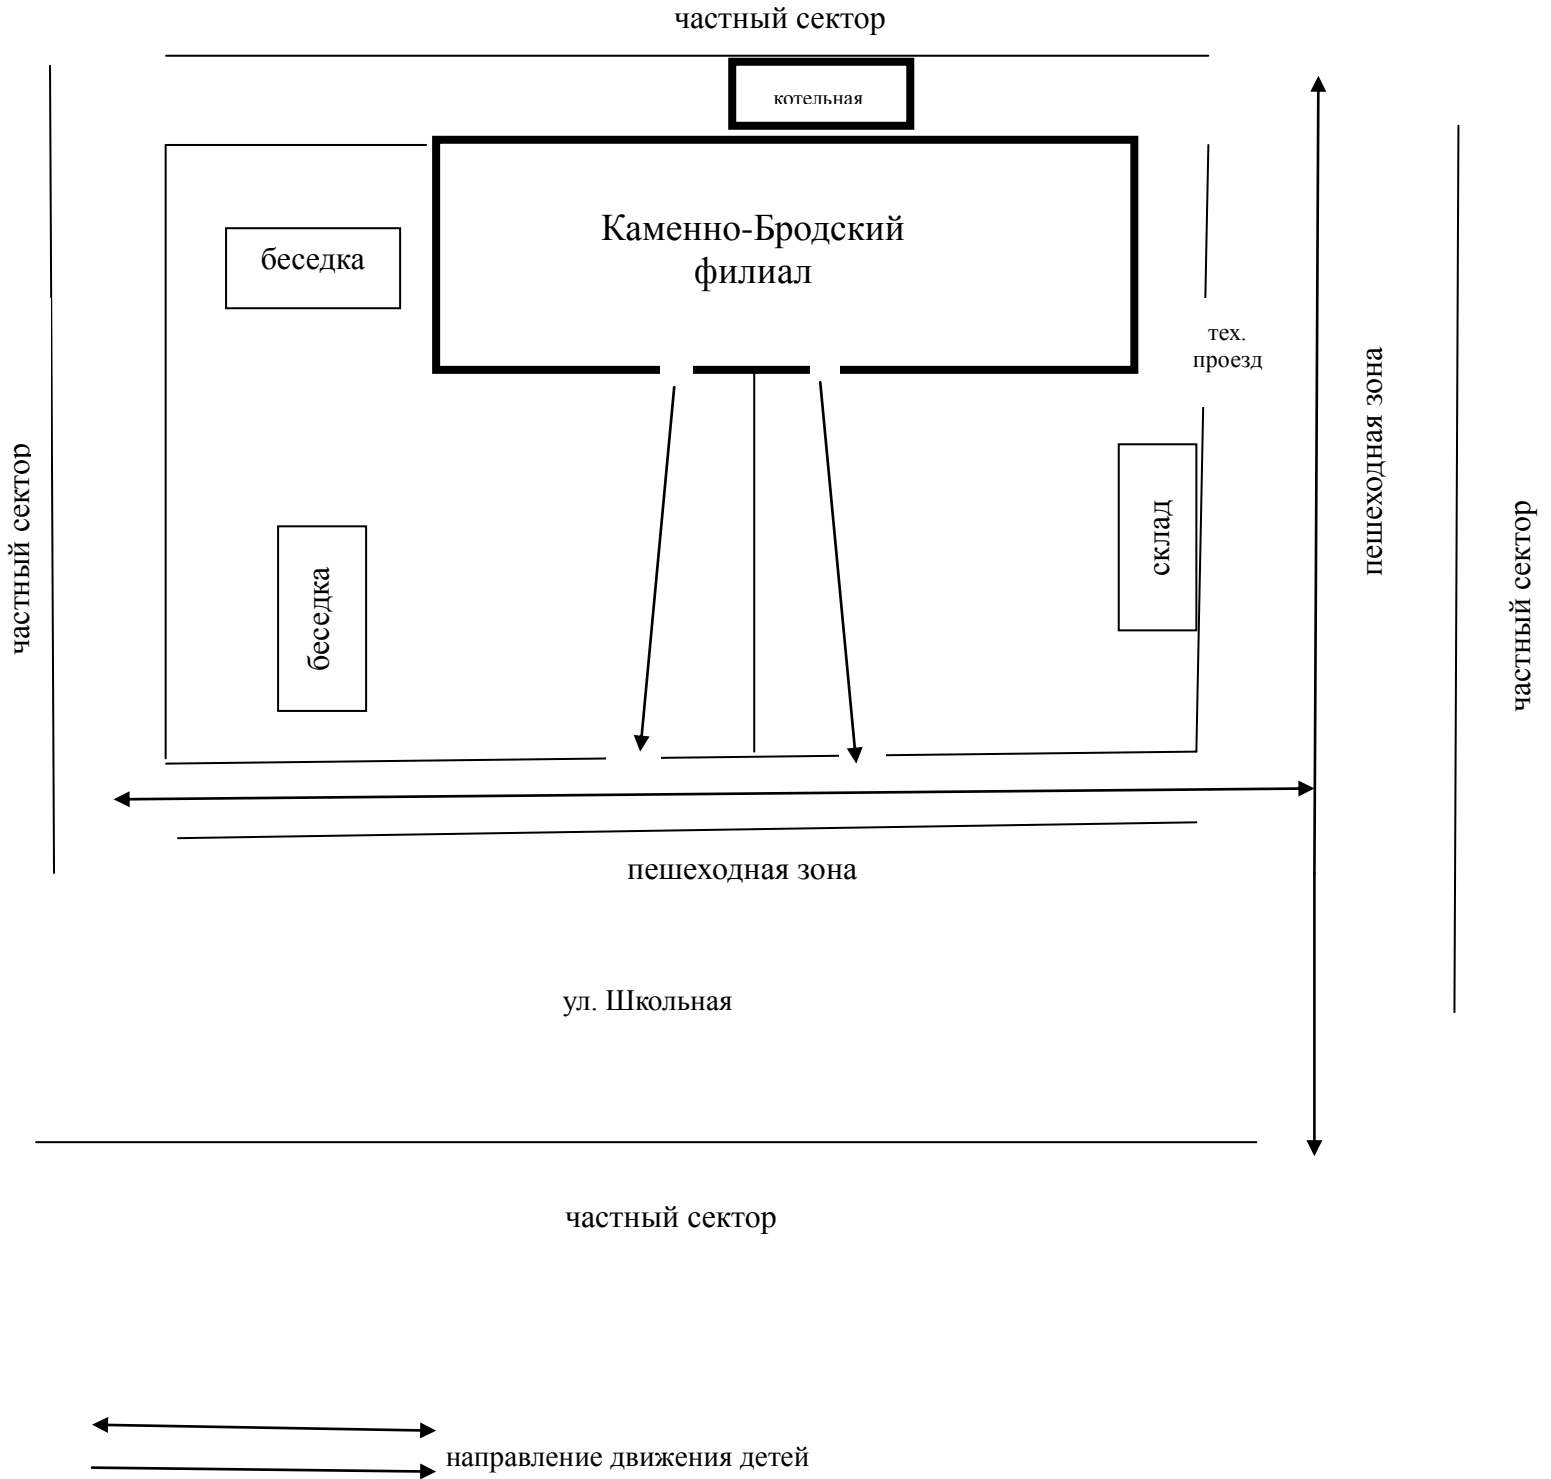 частный сектор
котельная
Каменно-Бродский
филиал
беседка
тех.
проезд
пешеходная зона
частный сектор
склад
частный сектор
беседка
пешеходная зона
ул. Школьная
частный сектор
направление движения детей